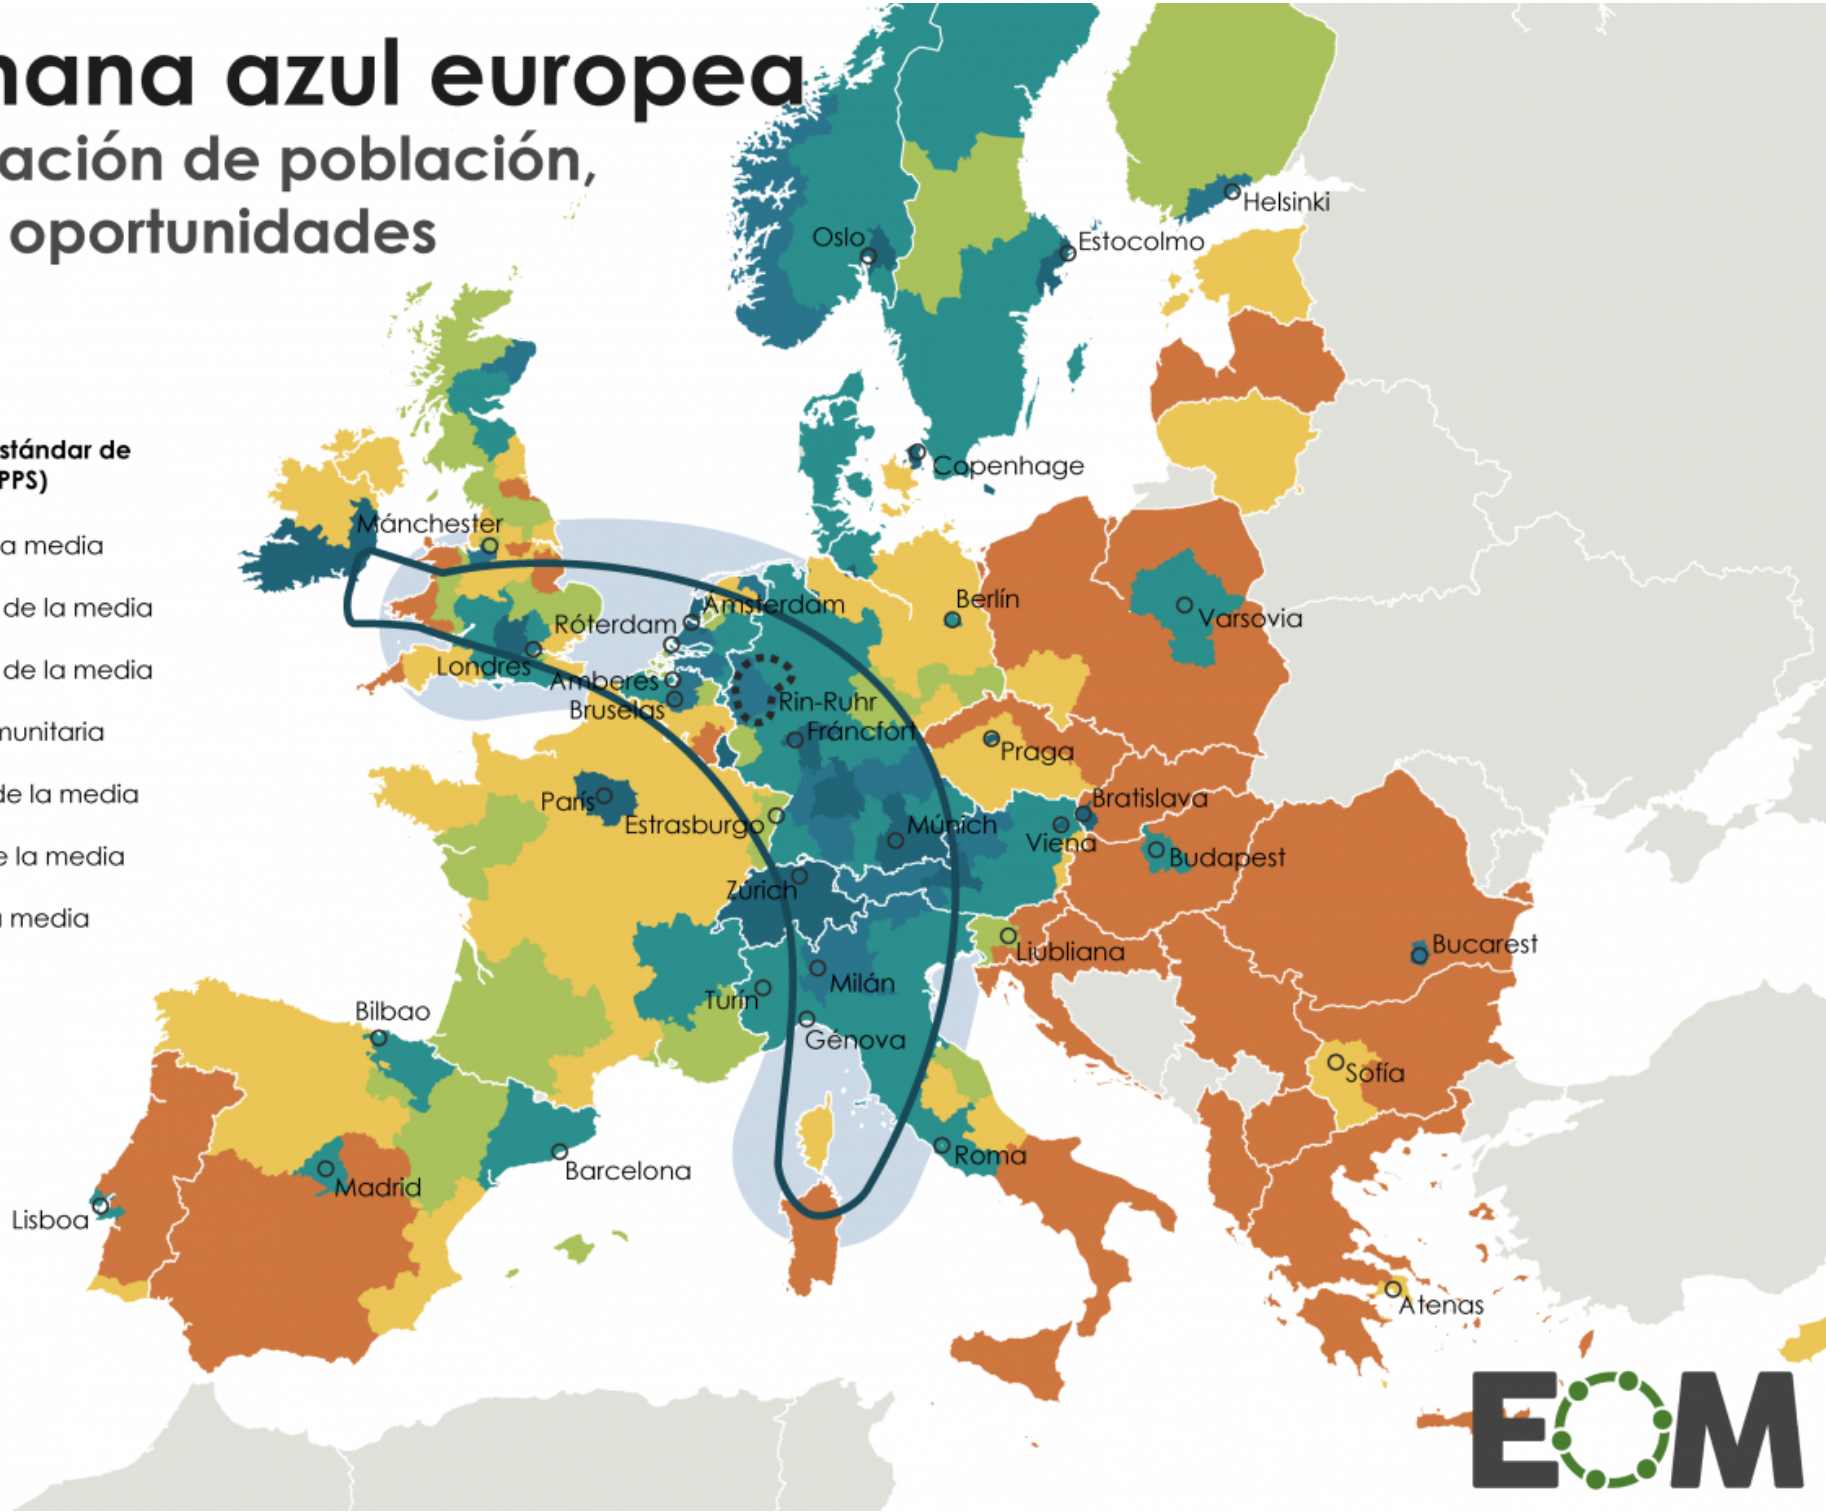 mana azul europea
ación de población,
oportunidades
stándar de
PPS)
a media
de la media
de la media
munitaria
de la media
e la media
a media
Helsinki
Oslo
Estocolmo
Copenhage
Mánchester
Ámsterdam
Róterdam
Berlín
Varsovia
Londres
Amberes
Bruselas
Rin-Ruhr
Fráncfort
Praga
París
Estrasburgo
Múnich
Bratislava
Viena
Budapest
Zúrich
Liubliana
Bucarest
Milán
Turín
Génova
Bilbao
Sofía
Roma
Barcelona
Madrid
Lisboa
Atenas
EOM